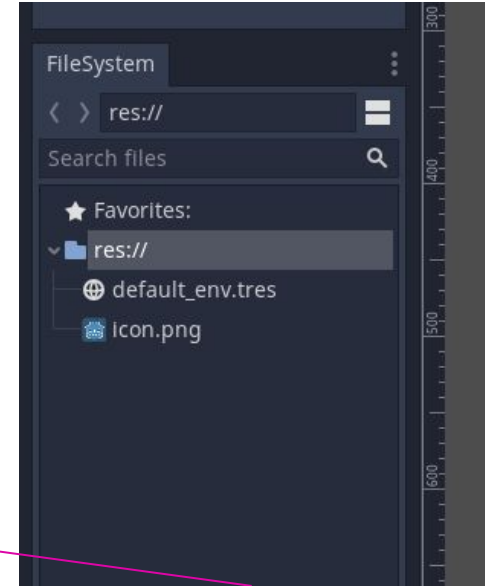 FileSystem
res://
Search files
Favorites:
res://
default_env.tres
icon.png
300
400
500
600